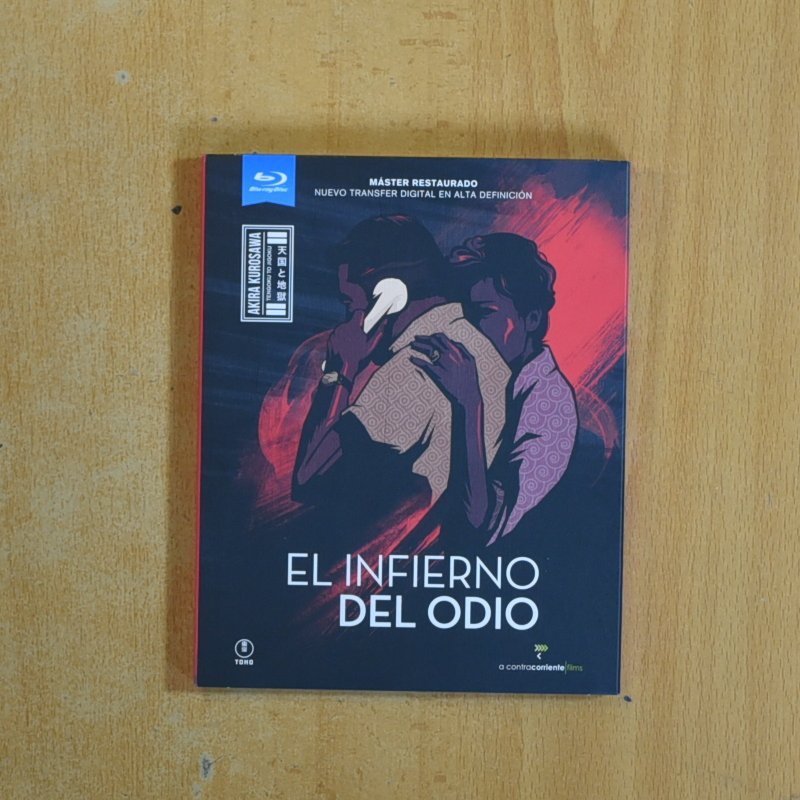 Blu-ray Disc
MÁSTER RESTAURADO
NUEVO TRANSFER DIGITAL EN ALTA DEFINICIÓN
AKIRA KUROSAWA
TENGOKU TO JIGOKU
天国と地獄
EL INFIERNO
DEL ODIO
TOHO
a contracorriente films